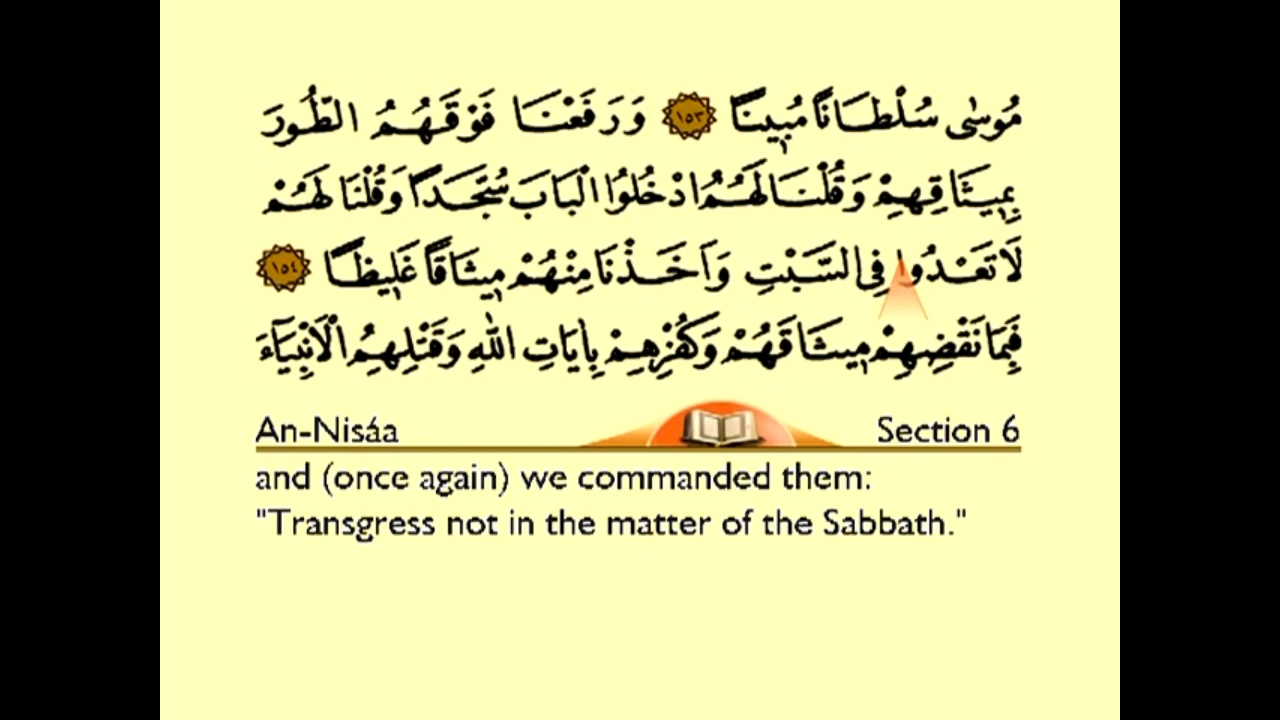 مُوسٰى سُلْطَانًا مُبِينًا ﴿١٥٣﴾ وَرَفَعْنَا فَوْقَهُمُ الطُّورَ
بِمِيثَاقِهِمْ وَقُلْنَا لَهُمُ ادْخُلُوا الْبَابَ سُجَّدًا وَقُلْنَا لَهُمْ
لَا تَعْدُوا فِي السَّبْتِ وَاَخَذْنَا مِنْهُمْ مِيثَاقًا غَلِيظًا ﴿١٥٤﴾
فَبِمَا نَقْضِهِمْ مِيثَاقَهُمْ وَكُفْرِهِمْ بِاٰيَاتِ اللّٰهِ وَقَتْلِهِمُ الْاَنْبِيَاءَ
An-Nisáa Section 6
and (once again) we commanded them:
"Transgress not in the matter of the Sabbath."